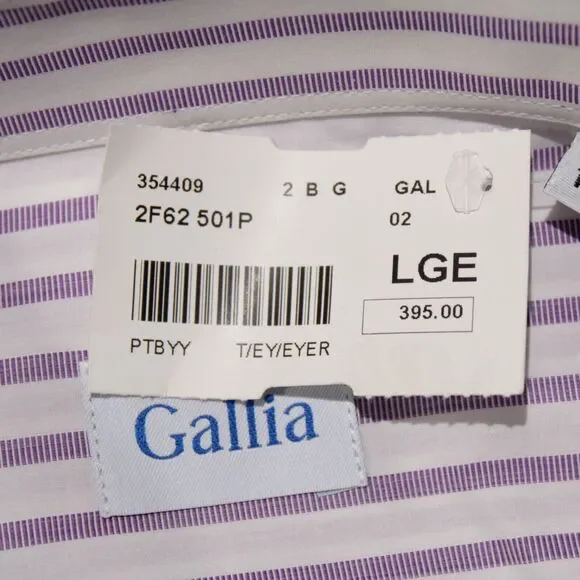 354409 2 B G GAL
2F62 501P 02
LGE
395.00
PTBYY T/EY/EYER
Gallia